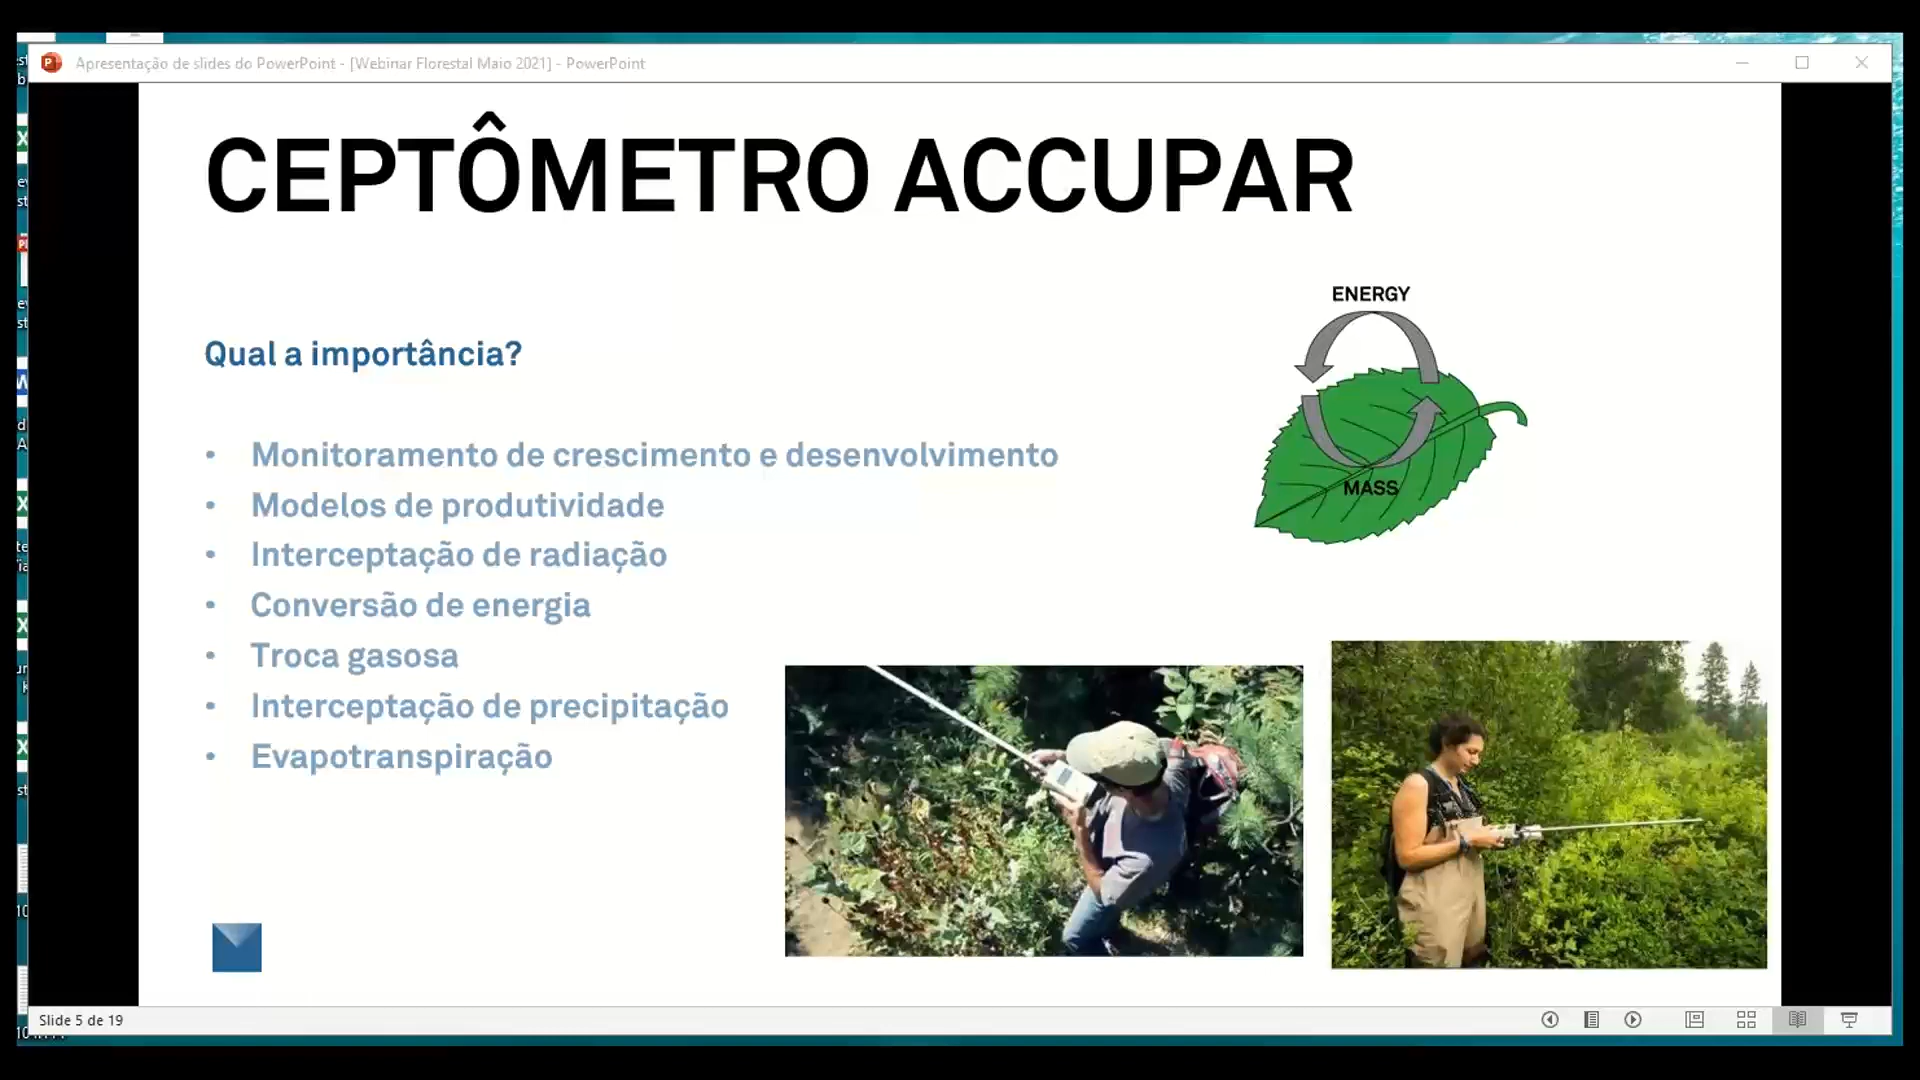 Apresentação de slides do PowerPoint - [Webinar Florestal Maio 2021] - PowerPoint
CEPTÔMETRO ACCUPAR
ENERGY
MASS
Qual a importância?
• Monitoramento de crescimento e desenvolvimento
• Modelos de produtividade
• Interceptação de radiação
• Conversão de energia
• Troca gasosa
• Interceptação de precipitação
• Evapotranspiração
Slide 5 de 19